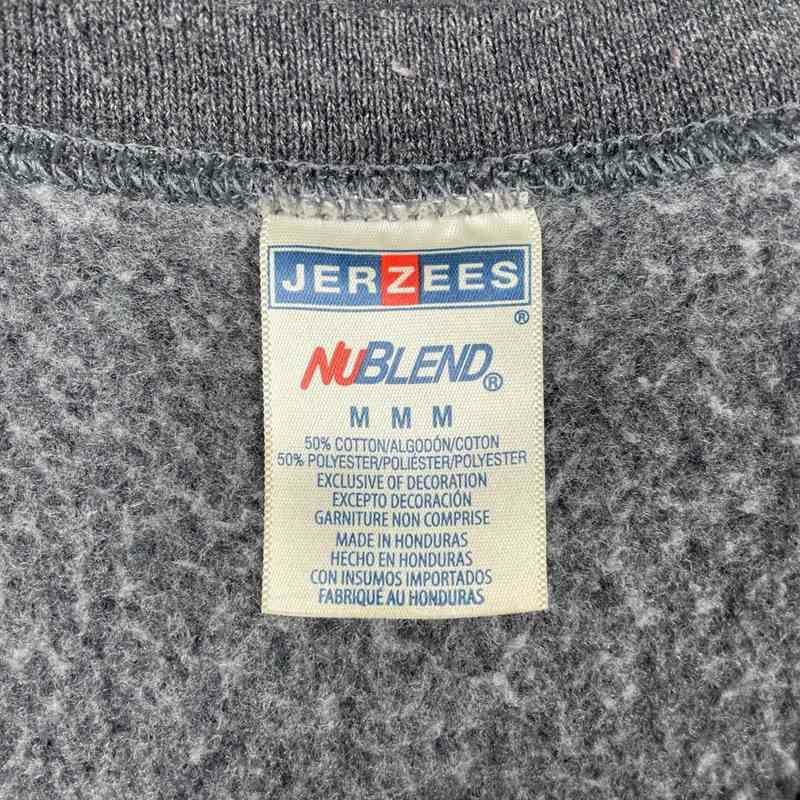 JERZEES
®
NUBLEND®
M M M
50% COTTON/ALGODÓN/COTON
50% POLYESTER/POLIÉSTER/POLYESTER
EXCLUSIVE OF DECORATION
EXCEPTO DECORACIÓN
GARNITURE NON COMPRISE
MADE IN HONDURAS
HECHO EN HONDURAS
CON INSUMOS IMPORTADOS
FABRIQUÉ AU HONDURAS